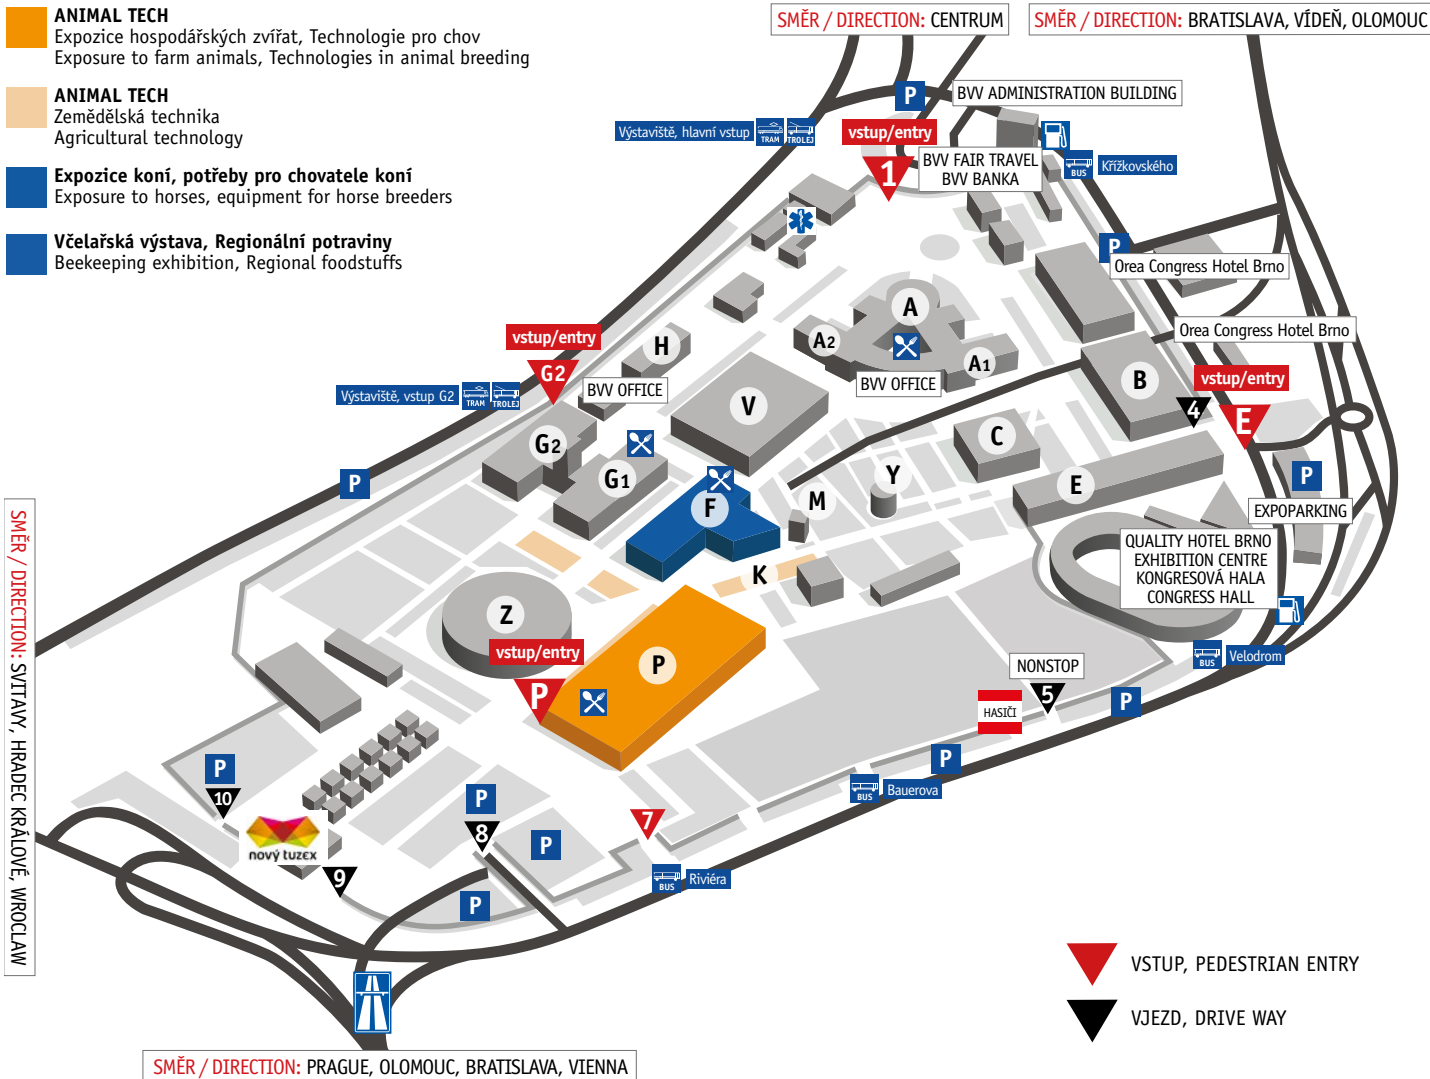 ANIMAL TECH
Expozice hospodářských zvířat, Technologie pro chov
Exposure to farm animals, Technologies in animal breeding
ANIMAL TECH
Zemědělská technika
Agricultural technology
Expozice koní, potřeby pro chovatele koní
Exposure to horses, equipment for horse breeders
Včelařská výstava, Regionální potraviny
Beekeeping exhibition, Regional foodstuffs
SMĚR / DIRECTION: CENTRUM
SMĚR / DIRECTION: BRATISLAVA, VÍDEŇ, OLOMOUC
P
BVV ADMINISTRATION BUILDING
Výstaviště, hlavní vstup
TRAM
TROLEJ
vstup/entry
1
BVV FAIR TRAVEL
BVV BANKA
BUS
Křížkovského
P
Orea Congress Hotel Brno
Orea Congress Hotel Brno
A
A2
A1
BVV OFFICE
H
vstup/entry
G2
BVV OFFICE
Výstaviště, vstup G2
TRAM
TROLEJ
V
B
4
vstup/entry
E
C
G2
G1
P
Y
E
P
EXPOPARKING
F
M
K
QUALITY HOTEL BRNO
EXHIBITION CENTRE
KONGRESOVÁ HALA
CONGRESS HALL
Z
vstup/entry
P
P
BUS
Velodrom
NONSTOP
5
HASIČI
P
P
BUS
Bauerova
SMĚR / DIRECTION: SVITAVY, HRADEC KRÁLOVÉ, WROCLAW
P
10
P
8
7
P
nový tuzex
9
BUS
Riviéra
P
VSTUP, PEDESTRIAN ENTRY
VJEZD, DRIVE WAY
SMĚR / DIRECTION: PRAGUE, OLOMOUC, BRATISLAVA, VIENNA